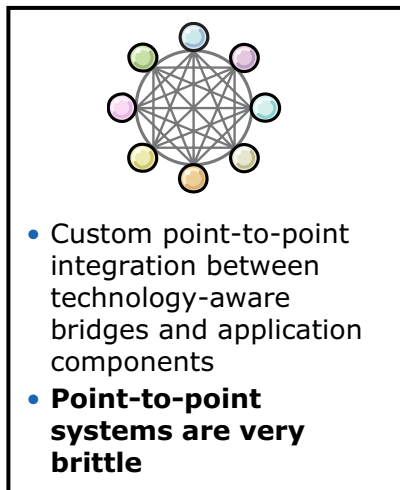 • Custom point-to-point
integration between
technology-aware
bridges and application
components
• Point-to-point
systems are very
brittle